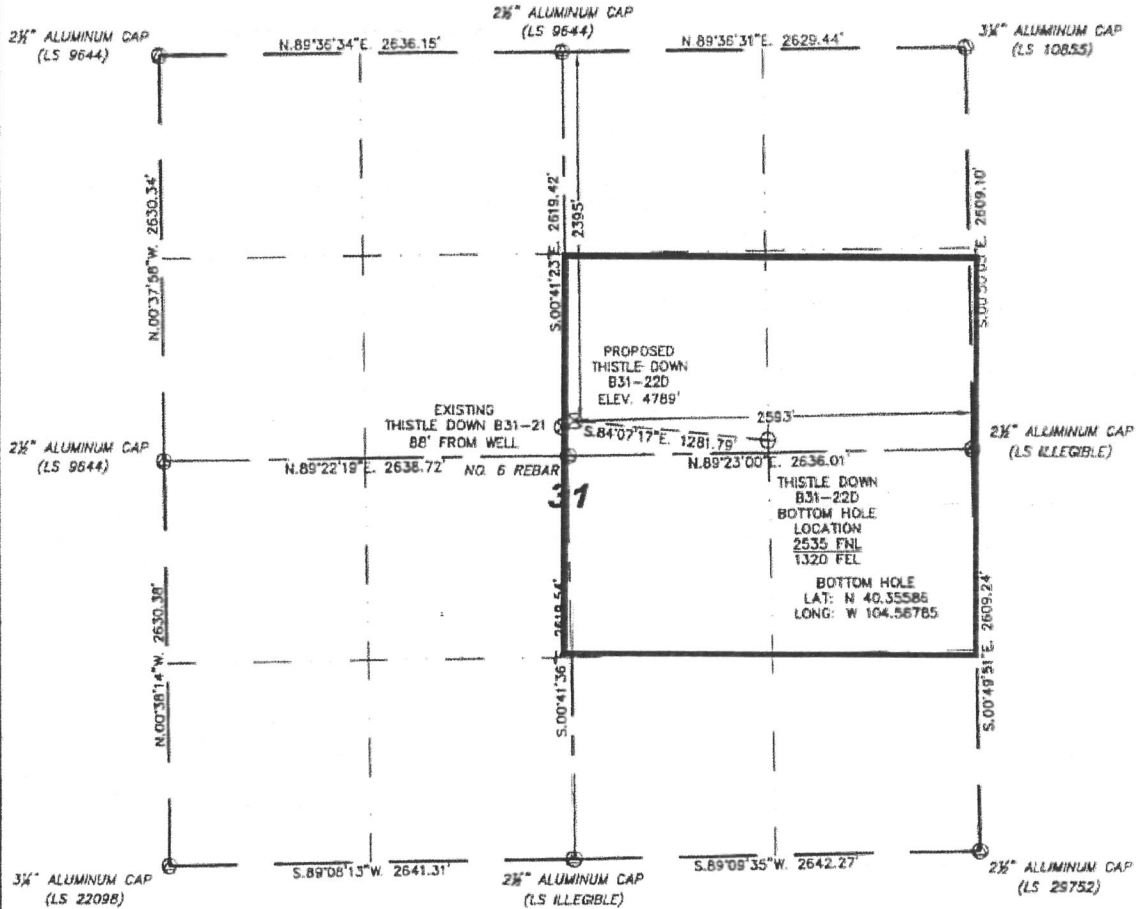 2½" ALUMINUM CAP
(LS 9644)
2½" ALUMINUM CAP
(LS 9644)
3¼" ALUMINUM CAP
(LS 10855)
N.89°36'34"E. 2636.15'
N.89°36'31"E. 2629.44'
N.00°37'58"W. 2630.34'
S.00°41'23"E. 2619.42'
2395'
2609.10'
PROPOSED
THISTLE DOWN
B31-22D
ELEV. 4789'
EXISTING
THISTLE DOWN B31-21
88' FROM WELL
2593'
S.84°07'17"E. 1281.79'
2½" ALUMINUM CAP
(LS 9644)
N.89°22'19"E. 2638.72'
NO. 6 REBAR
N.89°23'00"E. 2636.01'
2½" ALUMINUM CAP
(LS ILLEGIBLE)
31
THISTLE DOWN
B31-22D
BOTTOM HOLE
LOCATION
2535 FNL
1320 FEL
BOTTOM HOLE
LAT: N 40.35586
LONG: W 104.56785
N.00°38'14"W. 2630.38'
S.00°41'36"E. 2618.54'
S.00°49'51"E. 2609.24'
S.89°08'13"W. 2641.31'
S.89°09'35"W. 2642.27'
3¼" ALUMINUM CAP
(LS 22098)
2½" ALUMINUM CAP
(LS ILLEGIBLE)
2½" ALUMINUM CAP
(LS 29752)